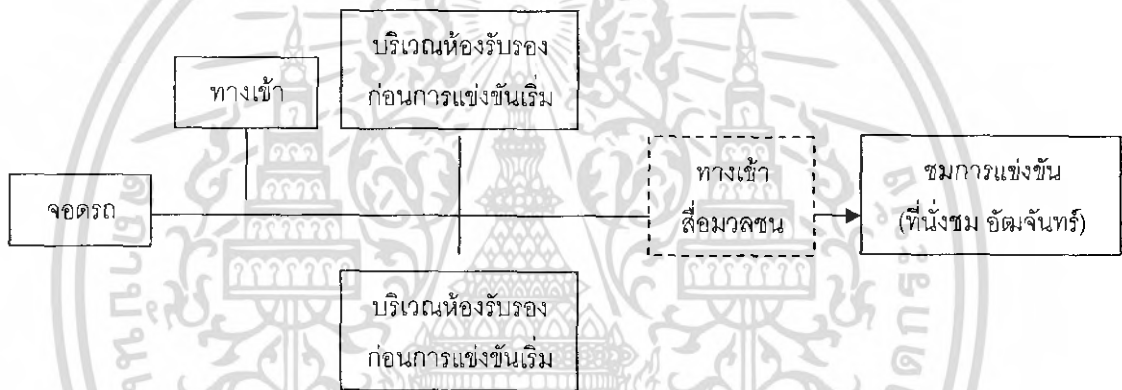 บริเวณห้องรับรอง
ก่อนการแข่งขันเริ่ม
ทางเข้า
จอดรถ
ทางเข้า
สื่อมวลชน
ชมการแข่งขัน
(ที่นั่งชม อัฒจันทร์)
บริเวณห้องรับรอง
ก่อนการแข่งขันเริ่ม